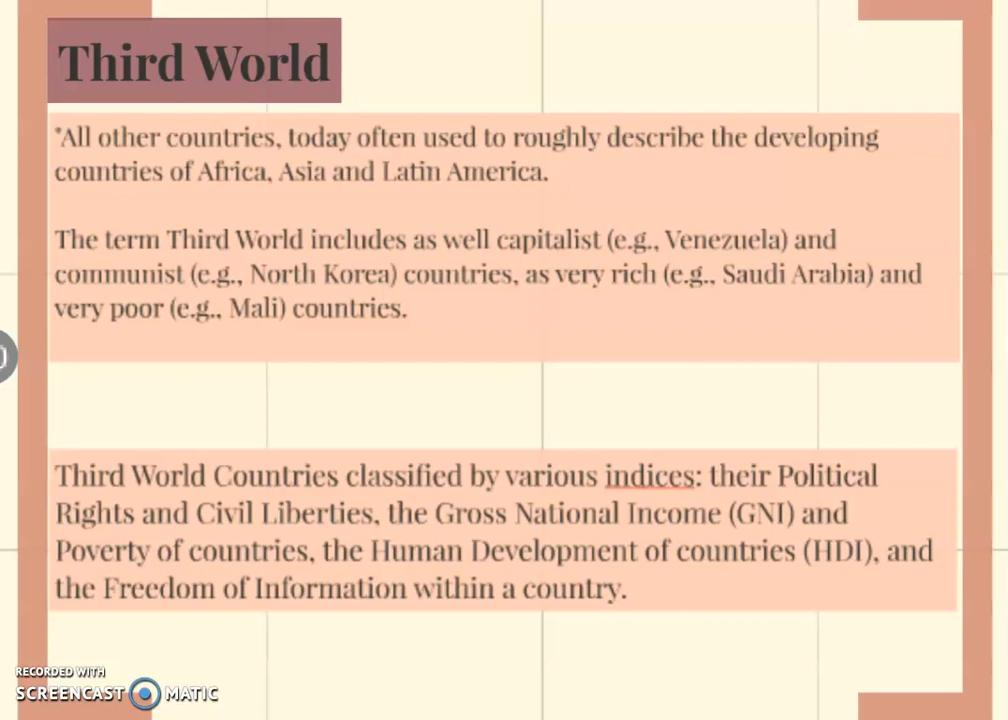 Third World
"All other countries, today often used to roughly describe the developing
countries of Africa, Asia and Latin America.
The term Third World includes as well capitalist (e.g., Venezuela) and
communist (e.g., North Korea) countries, as very rich (e.g., Saudi Arabia) and
very poor (e.g., Mali) countries.
Third World Countries classified by various indices: their Political
Rights and Civil Liberties, the Gross National Income (GNI) and
Poverty of countries, the Human Development of countries (HDI), and
the Freedom of Information within a country.
RECORDED WITH
SCREENCAST MATIC